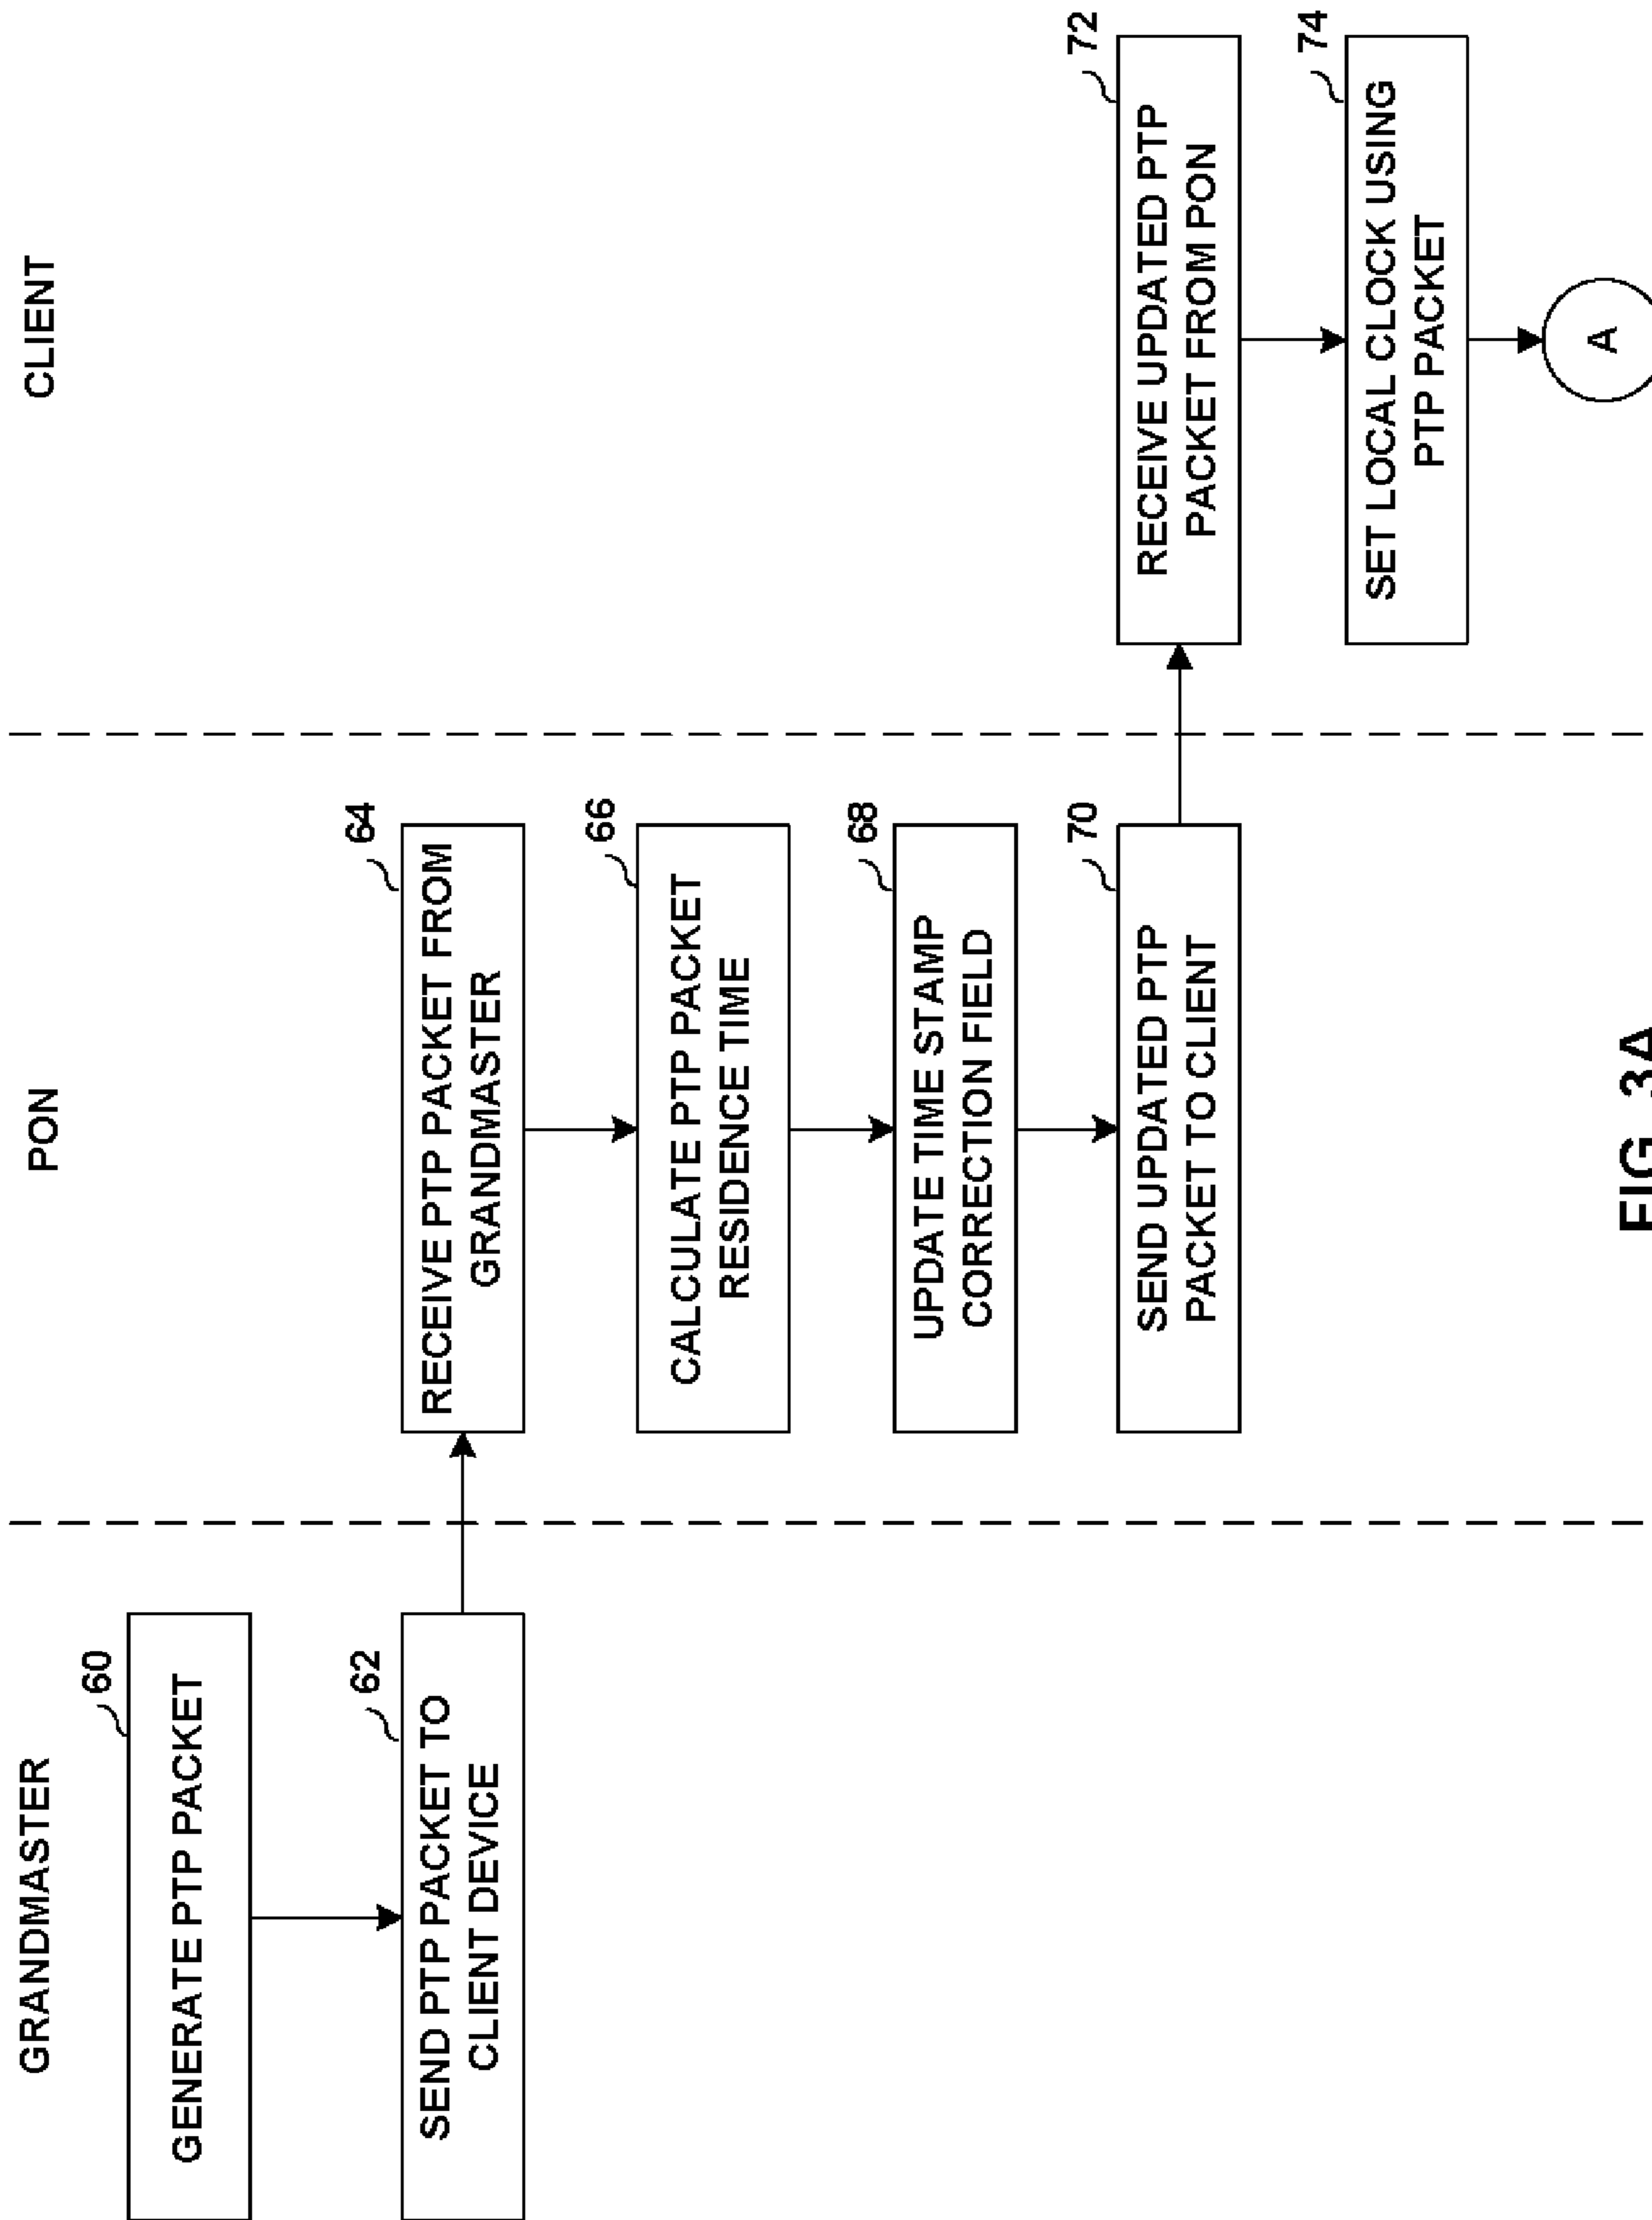 GRANDMASTER
PON
CLIENT
60
GENERATE PTP PACKET
62
SEND PTP PACKET TO
CLIENT DEVICE
64
RECEIVE PTP PACKET FROM
GRANDMASTER
66
CALCULATE PTP PACKET
RESIDENCE TIME
68
UPDATE TIME STAMP
CORRECTION FIELD
70
SEND UPDATED PTP
PACKET TO CLIENT
72
RECEIVE UPDATED PTP
PACKET FROM PON
74
SET LOCAL CLOCK USING
PTP PACKET
A
FIG. 3A